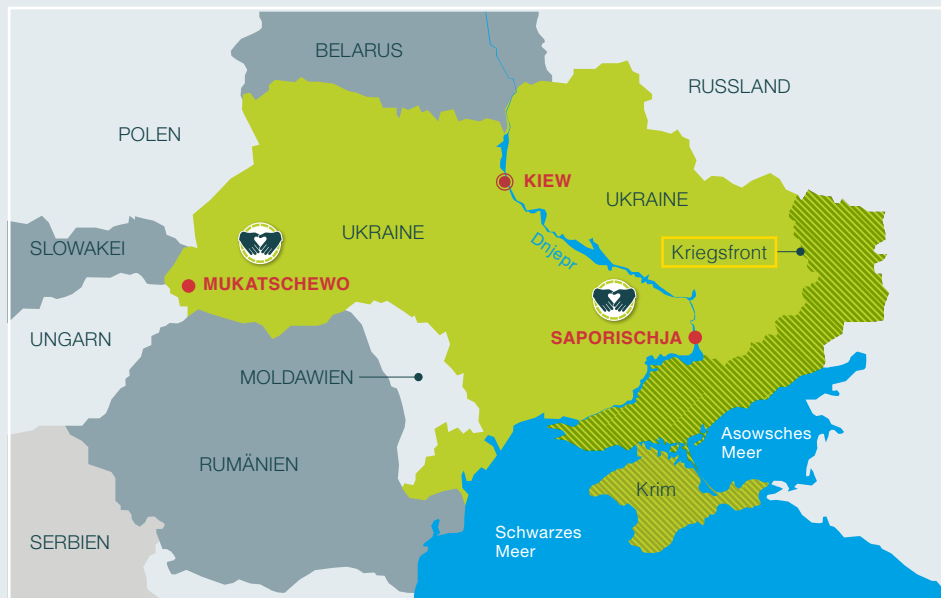 BELARUS
RUSSLAND
POLEN
KIEW
UKRAINE
UKRAINE
SLOWAKEI
Dnjepr
Kriegsfront
MUKATSCHEWO
UNGARN
SAPORISCHJA
MOLDAWIEN
Asowsches
Meer
RUMÄNIEN
Krim
Schwarzes
Meer
SERBIEN